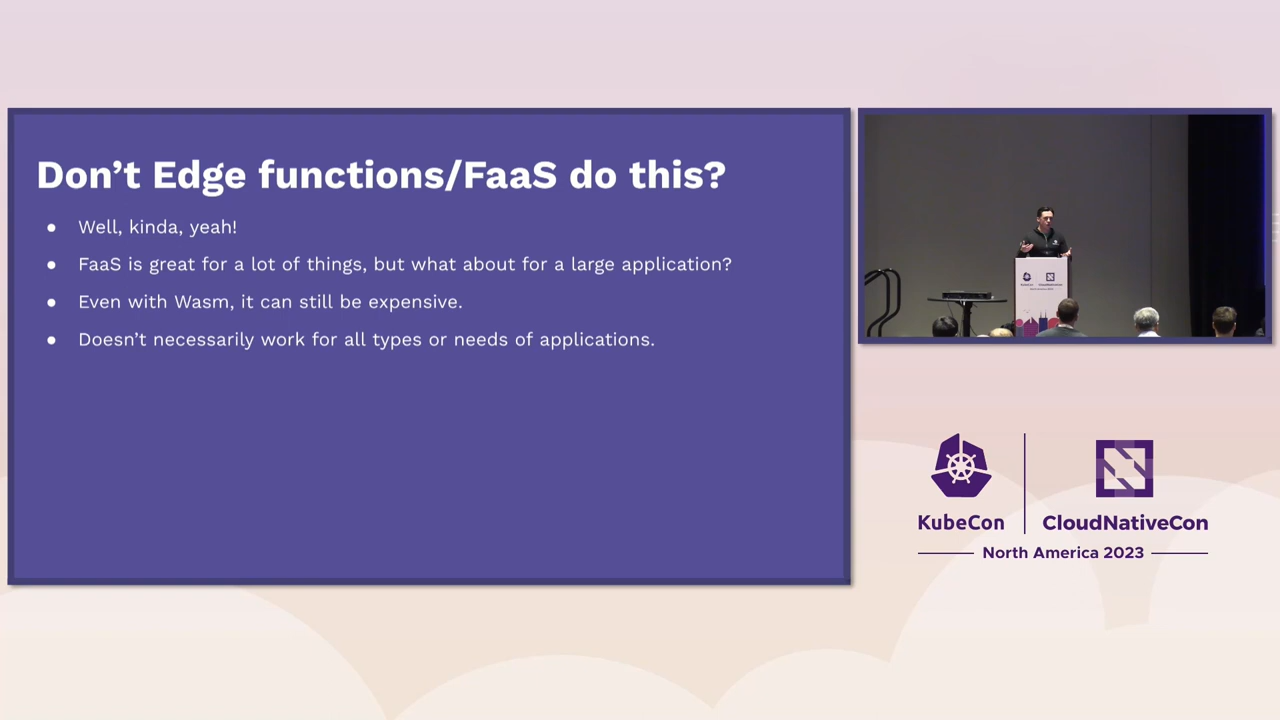 Don’t Edge functions/FaaS do this?
● Well, kinda, yeah!
● FaaS is great for a lot of things, but what about for a large application?
● Even with Wasm, it can still be expensive.
● Doesn’t necessarily work for all types or needs of applications.
KubeCon
CloudNativeCon
North America 2023